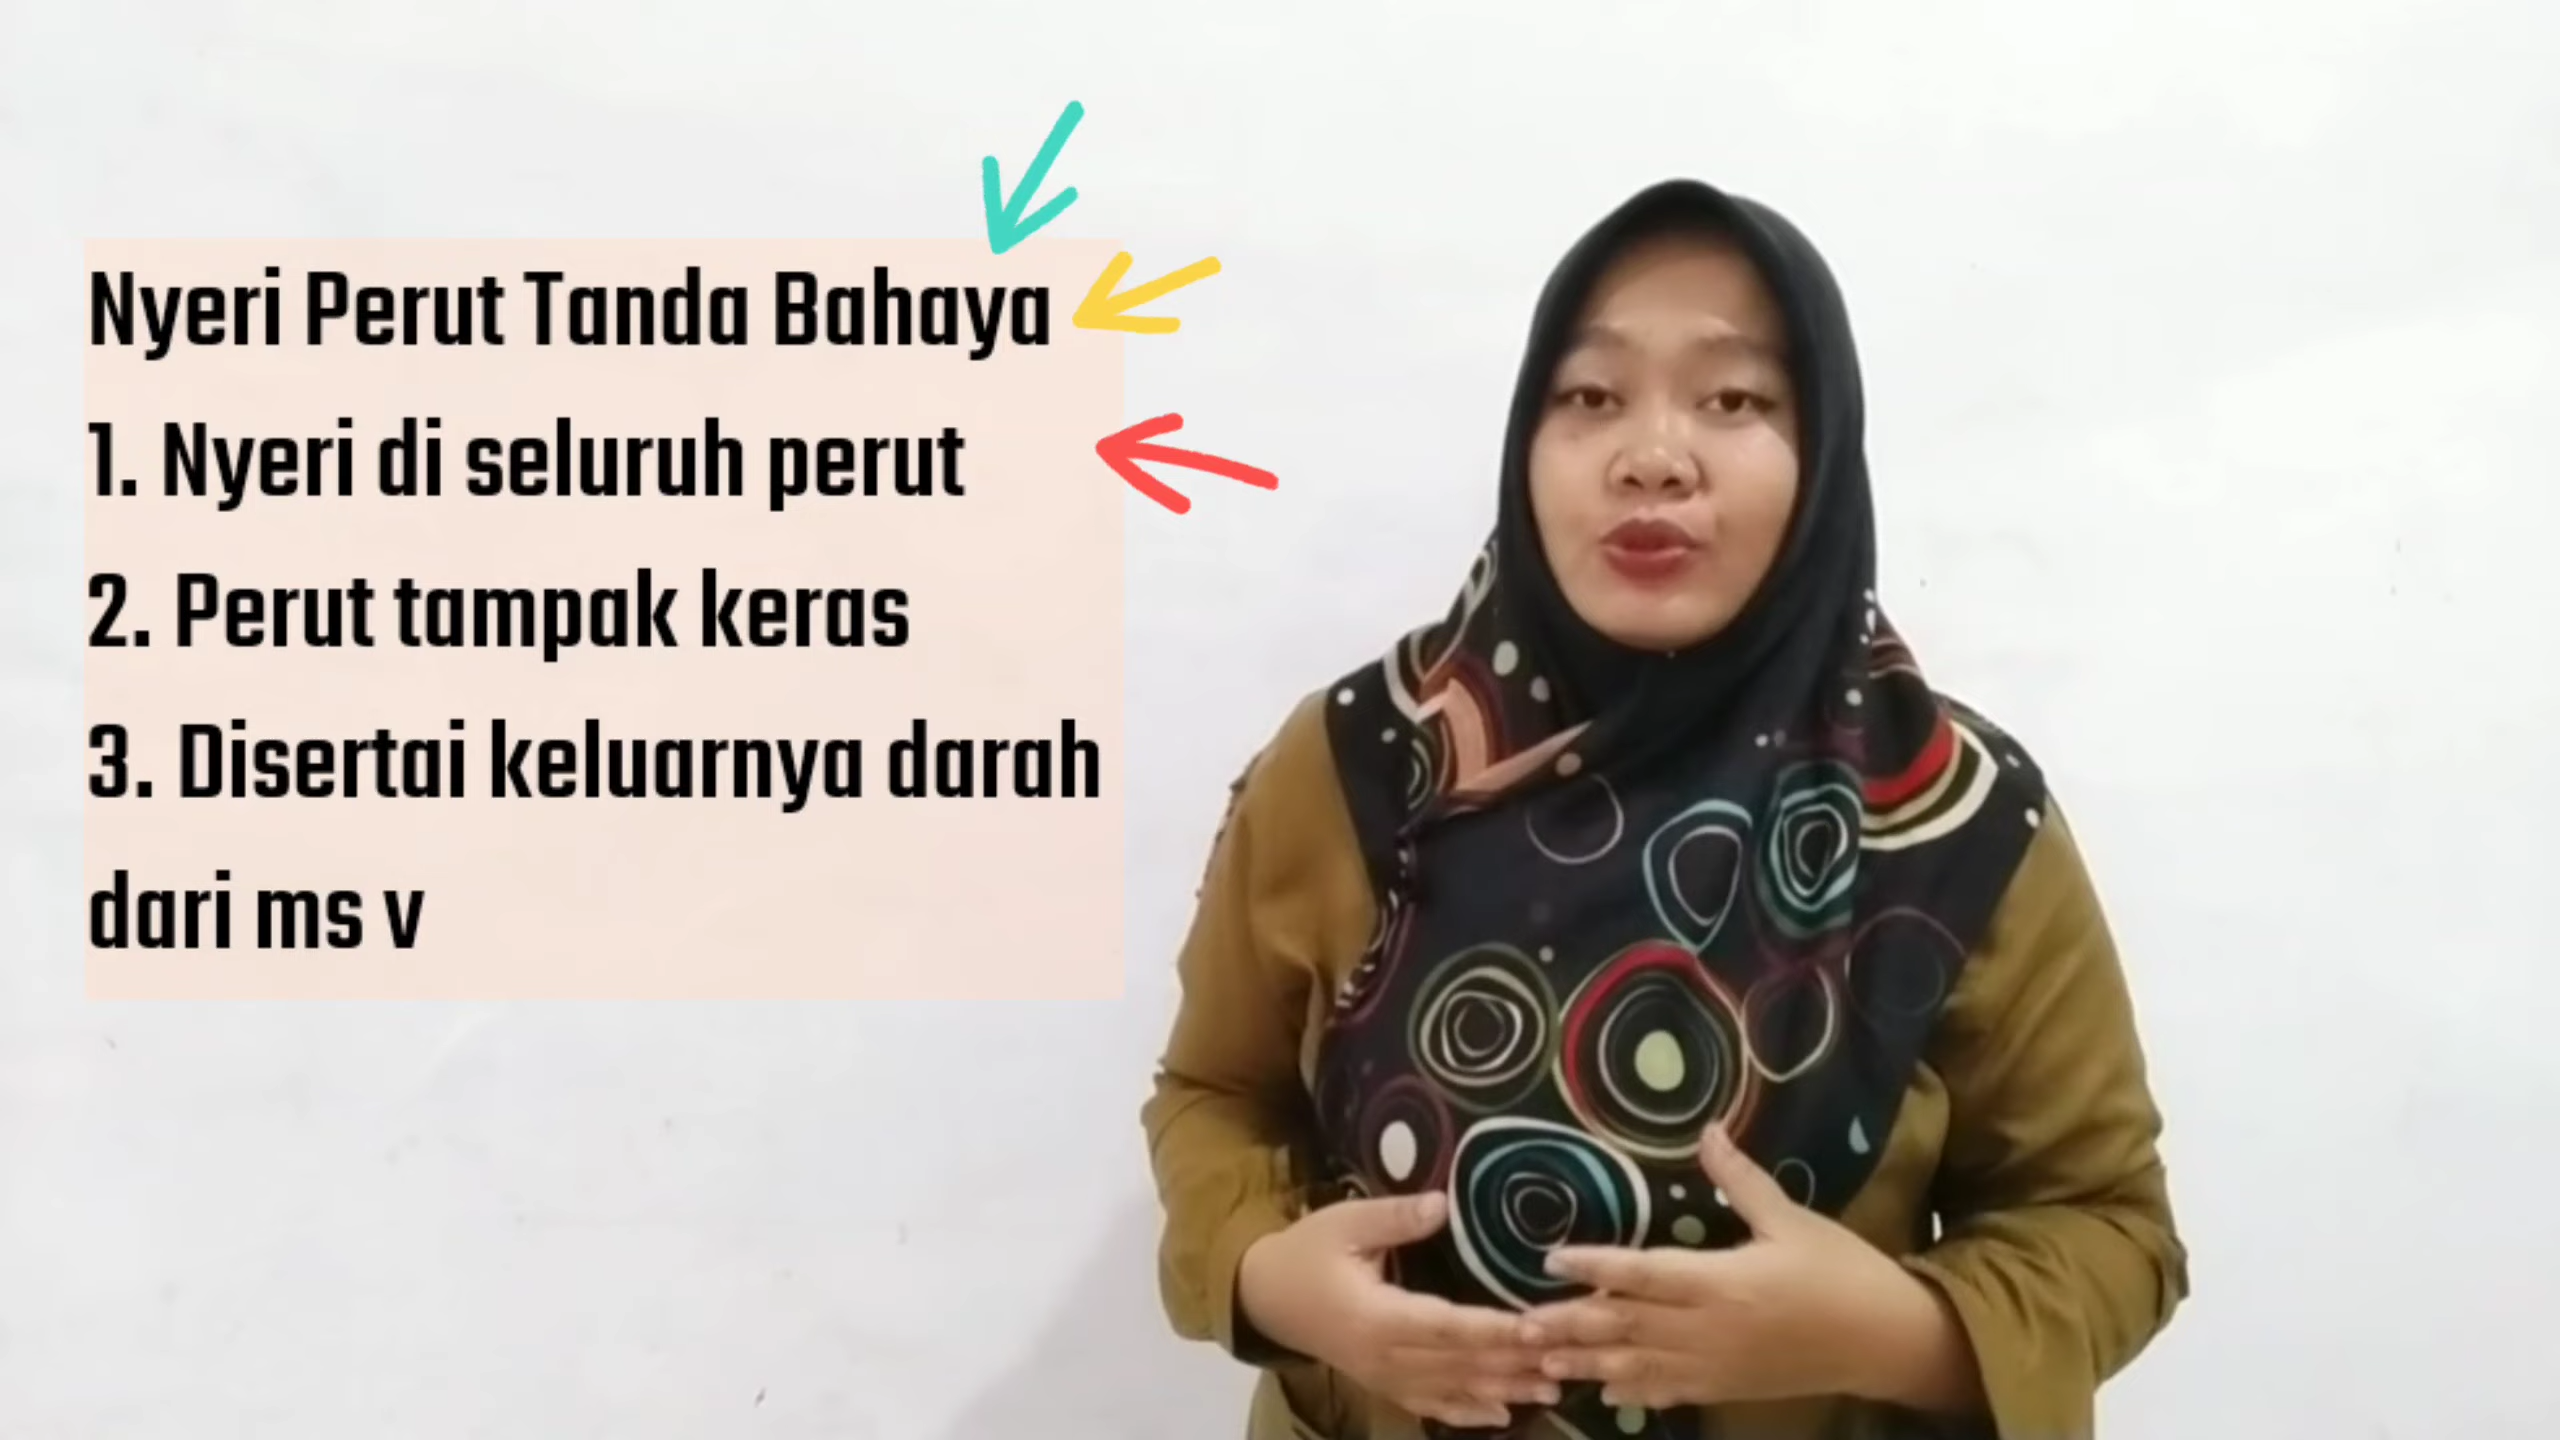 Nyeri Perut Tanda Bahaya
1. Nyeri di seluruh perut
2. Perut tampak keras
3. Disertai keluarnya darah
dari ms v